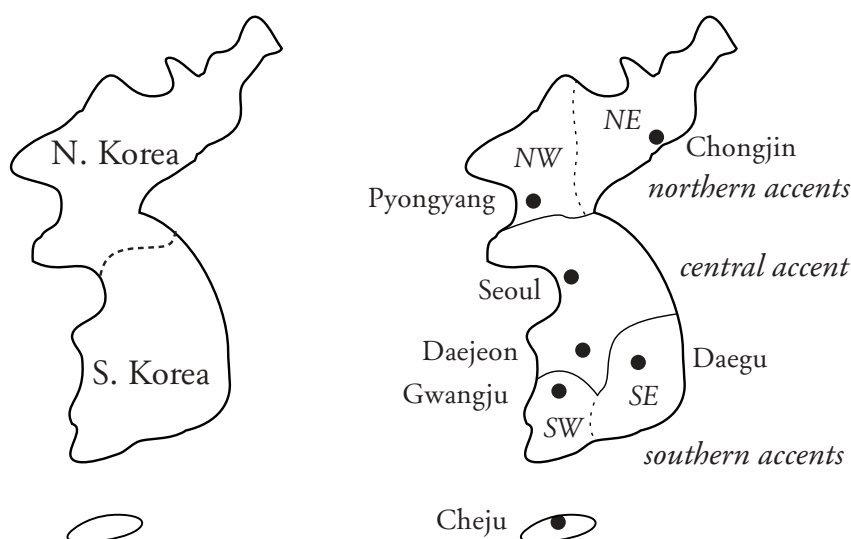 N. Korea
S. Korea
NE
NW
Chongjin
Pyongyang
northern accents
central accent
Seoul
Daejeon
Daegu
Gwangju
SE
SW
southern accents
Cheju